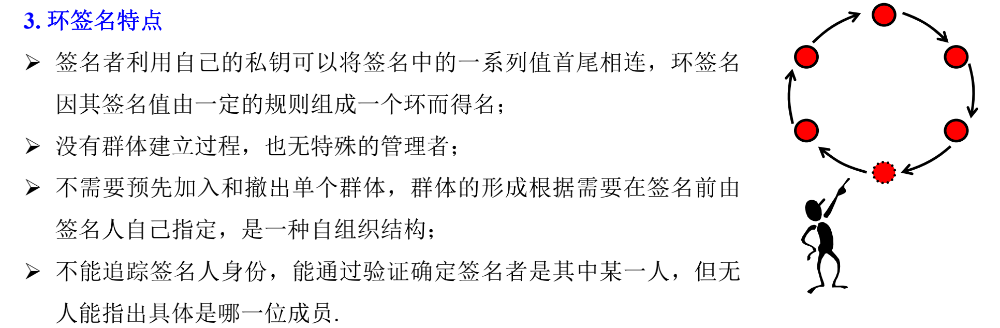 3. 环签名特点
➢ 签名者利用自己的私钥可以将签名中的一系列值首尾相连，环签名
因其签名值由一定的规则组成一个环而得名；
➢ 没有群体建立过程，也无特殊的管理者；
➢ 不需要预先加入和撤出单个群体，群体的形成根据需要在签名前由
签名人自己指定，是一种自组织结构；
➢ 不能追踪签名人身份，能通过验证确定签名者是其中某一人，但无
人能指出具体是哪一位成员.